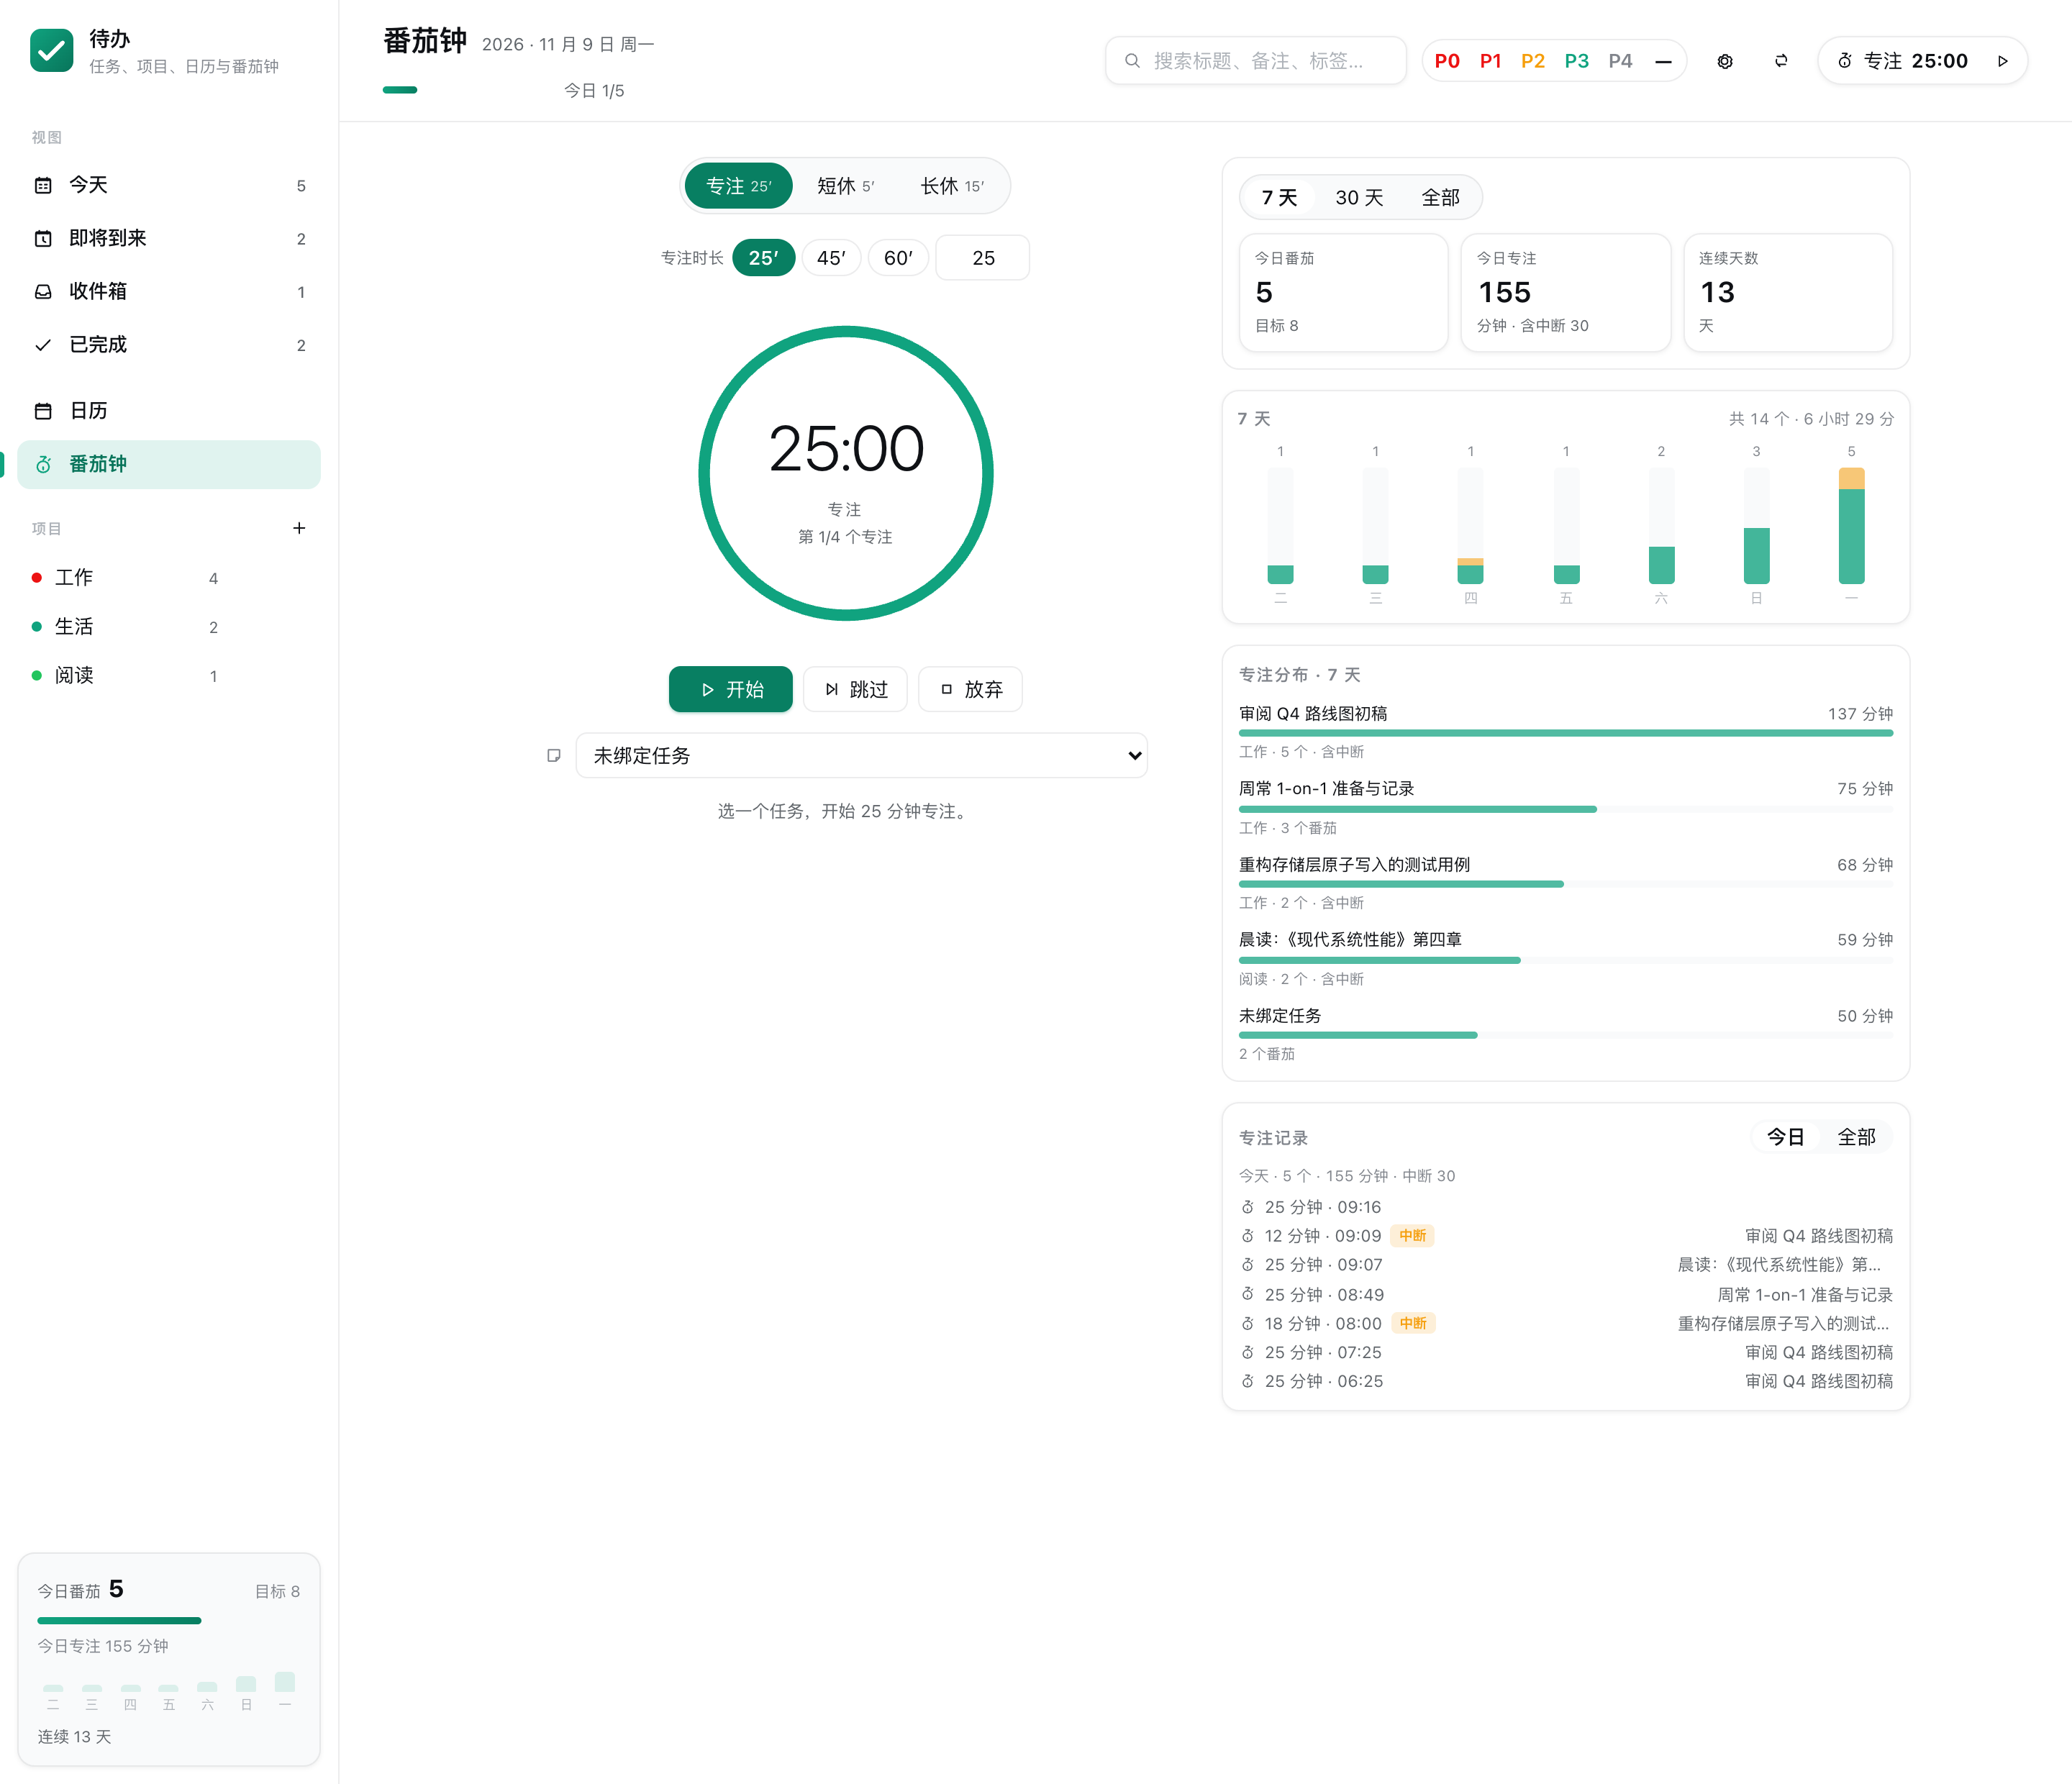 待办
任务、项目、日历与番茄钟
视图
今天 5
即将到来 2
收件箱 1
已完成 2
日历
番茄钟
项目 +
工作 4
生活 2
阅读 1
今日番茄 5 目标 8
今日专注 155 分钟
二 三 四 五 六 日 一
连续 13 天
番茄钟 2026 · 11 月 9 日 周一
今日 1/5
搜索标题、备注、标签...
P0 P1 P2 P3 P4 —
专注 25:00
专注 25′ 短休 5′ 长休 15′
专注时长 25′ 45′ 60′ 25
25:00
专注
第 1/4 个专注
开始 跳过 放弃
未绑定任务
选一个任务，开始 25 分钟专注。
7 天 30 天 全部
今日番茄
5
目标 8
今日专注
155
分钟 · 含中断 30
连续天数
13
天
7 天 共 14 个 · 6 小时 29 分
1 1 1 1 2 3 5
二 三 四 五 六 日 一
专注分布 · 7 天
审阅 Q4 路线图初稿 137 分钟
工作 · 5 个 · 含中断
周常 1-on-1 准备与记录 75 分钟
工作 · 3 个番茄
重构存储层原子写入的测试用例 68 分钟
工作 · 2 个 · 含中断
晨读：《现代系统性能》第四章 59 分钟
阅读 · 2 个 · 含中断
未绑定任务 50 分钟
2 个番茄
专注记录 今日 全部
今天 · 5 个 · 155 分钟 · 中断 30
25 分钟 · 09:16
12 分钟 · 09:09 中断 审阅 Q4 路线图初稿
25 分钟 · 09:07 晨读：《现代系统性能》第...
25 分钟 · 08:49 周常 1-on-1 准备与记录
18 分钟 · 08:00 中断 重构存储层原子写入的测试...
25 分钟 · 07:25 审阅 Q4 路线图初稿
25 分钟 · 06:25 审阅 Q4 路线图初稿